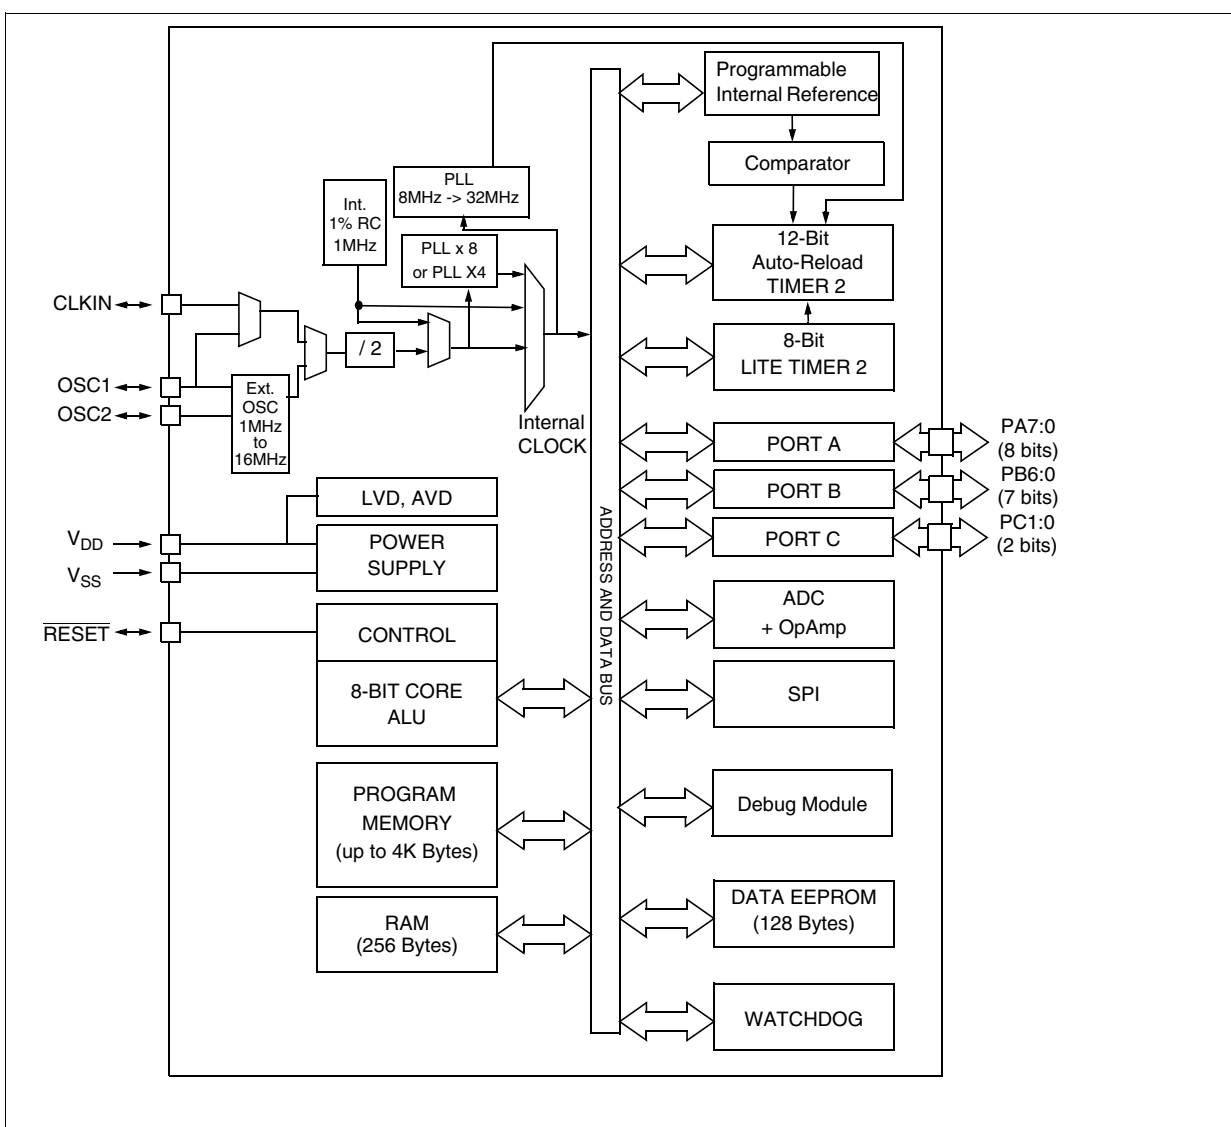 Programmable
Internal Reference
Comparator
PLL
8MHz -> 32MHz
Int.
1% RC
1MHz
PLL x 8
or PLL X4
12-Bit
Auto-Reload
TIMER 2
CLKIN
/ 2
8-Bit
LITE TIMER 2
OSC1
OSC2
Ext.
OSC
1MHz
to
16MHz
Internal
CLOCK
PORT A
PA7:0
(8 bits)
PORT B
PB6:0
(7 bits)
PORT C
PC1:0
(2 bits)
LVD, AVD
VDD
POWER
SUPPLY
VSS
ADDRESS AND DATA BUS
ADC
+ OpAmp
RESET
CONTROL
8-BIT CORE
ALU
SPI
PROGRAM
MEMORY
(up to 4K Bytes)
Debug Module
RAM
(256 Bytes)
DATA EEPROM
(128 Bytes)
WATCHDOG